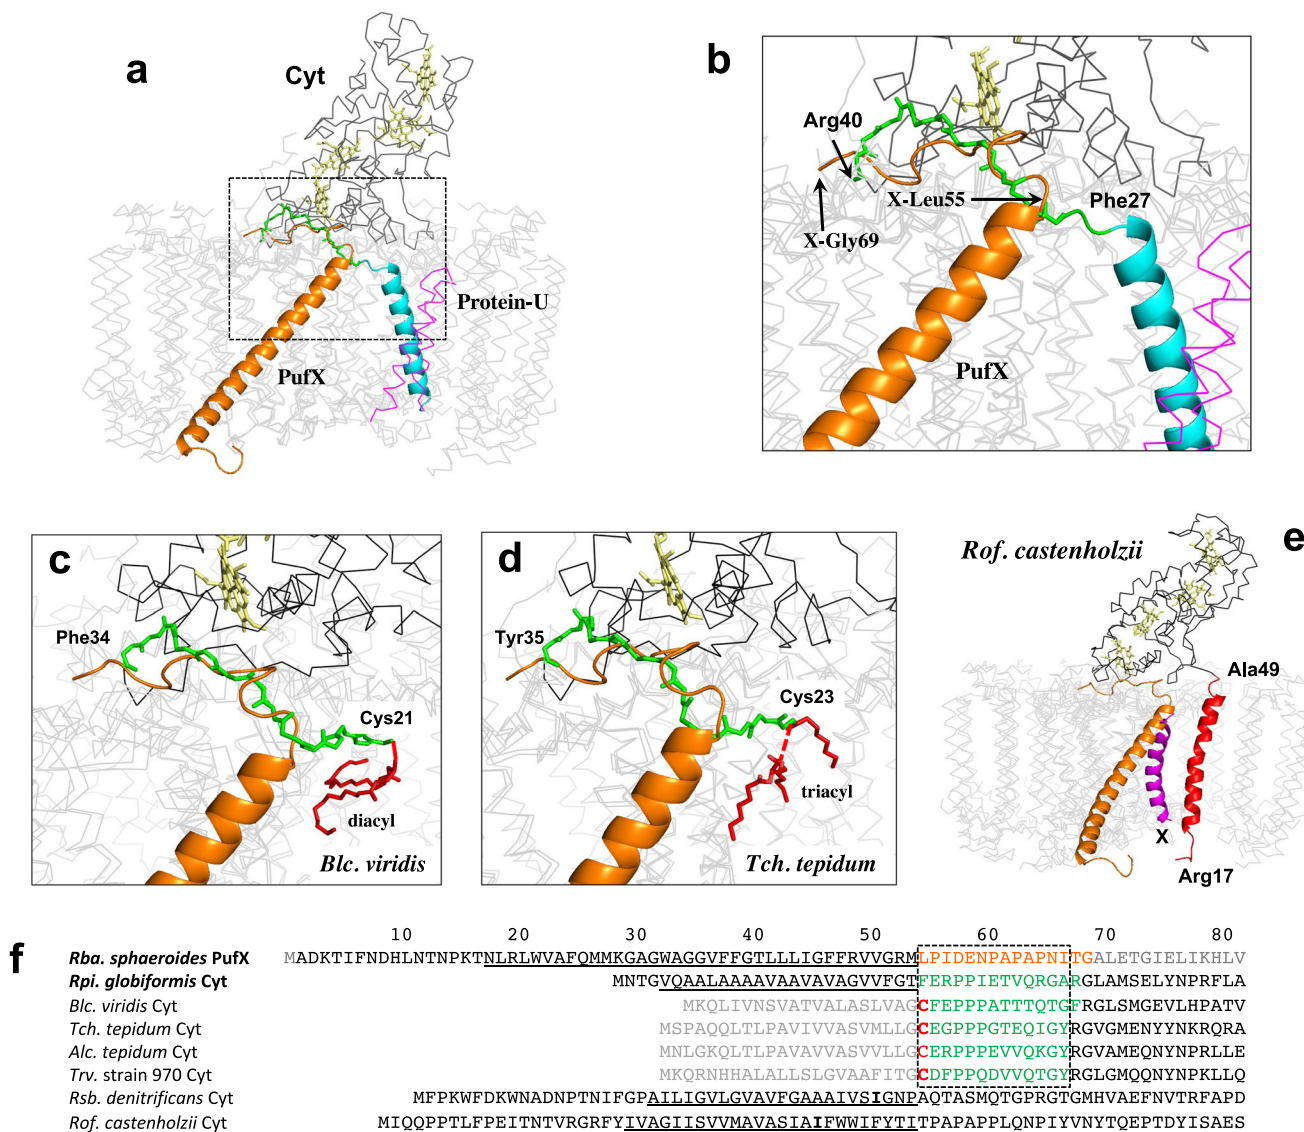 a
Cyt
Protein-U
PufX
b
Arg40
X-Leu55
Phe27
X-Gly69
PufX
c
Phe34
Cys21
diacyl
Blc. viridis
d
Tyr35
Cys23
triacyl
Tch. tepidum
e
Rof. castenholzii
Ala49
X
Arg17
f
10 20 30 40 50 60 70 80
Rba. sphaeroides PufX MADKTIFNDHLNTNPKTNLRLWVAFQMMKGAGWAGGVFFGTLLLIGFFRVVGRMLPIDENPAPAPNITGALETGIELIKHLV
Rpi. globiformis Cyt MNTGVQAALAAAAVAAVAVAGVVFGTFERPPIETVQRGARGLAMSELYNPRFLA
Blc. viridis Cyt MKQLIVNSVATVALASLVAGCFEPPPATTTQTGFRGLSMGEVLHPATV
Tch. tepidum Cyt MSPAQQLTLPAVIVVASVMLLGCEGPPPGTEQIGYRGVGMENYYNKRQRA
Alc. tepidum Cyt MNLGKQLTLPAVAVVASVVLLGCERPPPEVVQKGYRGVAMEQNYNPRLLE
Trv. strain 970 Cyt MKQRNHHALALLSLGVAAFITGCDFPPQDVVQTGYRGLGMQQNYNPKLLQ
Rsb. denitrificans Cyt MFPKWFDKWNADNPTNIFGPAILIGVLGVAVFGAAAIVSIGNPAQTASMQTGPRGTGMHVAEFNVTRFAPD
Rof. castenholzii Cyt MIQQPPTLFPEITNTVRGRFYIVAGIISVVMAVASIAIFWWIFYTITPAPAPPLQNPIYVNYTQEPTDYISAES